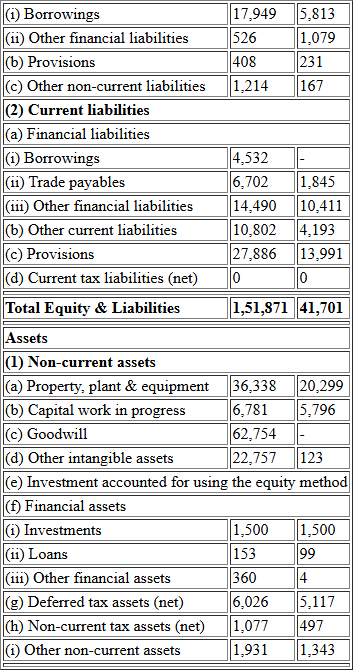 (i) Borrowings 17,949 5,813
(ii) Other financial liabilities 526 1,079
(b) Provisions 408 231
(c) Other non-current liabilities 1,214 167
(2) Current liabilities
(a) Financial liabilities
(i) Borrowings 4,532 -
(ii) Trade payables 6,702 1,845
(iii) Other financial liabilities 14,490 10,411
(b) Other current liabilities 10,802 4,193
(c) Provisions 27,886 13,991
(d) Current tax liabilities (net) 0 0
Total Equity & Liabilities 1,51,871 41,701
Assets
(1) Non-current assets
(a) Property, plant & equipment 36,338 20,299
(b) Capital work in progress 6,781 5,796
(c) Goodwill 62,754 -
(d) Other intangible assets 22,757 123
(e) Investment accounted for using the equity method
(f) Financial assets
(i) Investments 1,500 1,500
(ii) Loans 153 99
(iii) Other financial assets 360 4
(g) Deferred tax assets (net) 6,026 5,117
(h) Non-current tax assets (net) 1,077 497
(i) Other non-current assets 1,931 1,343